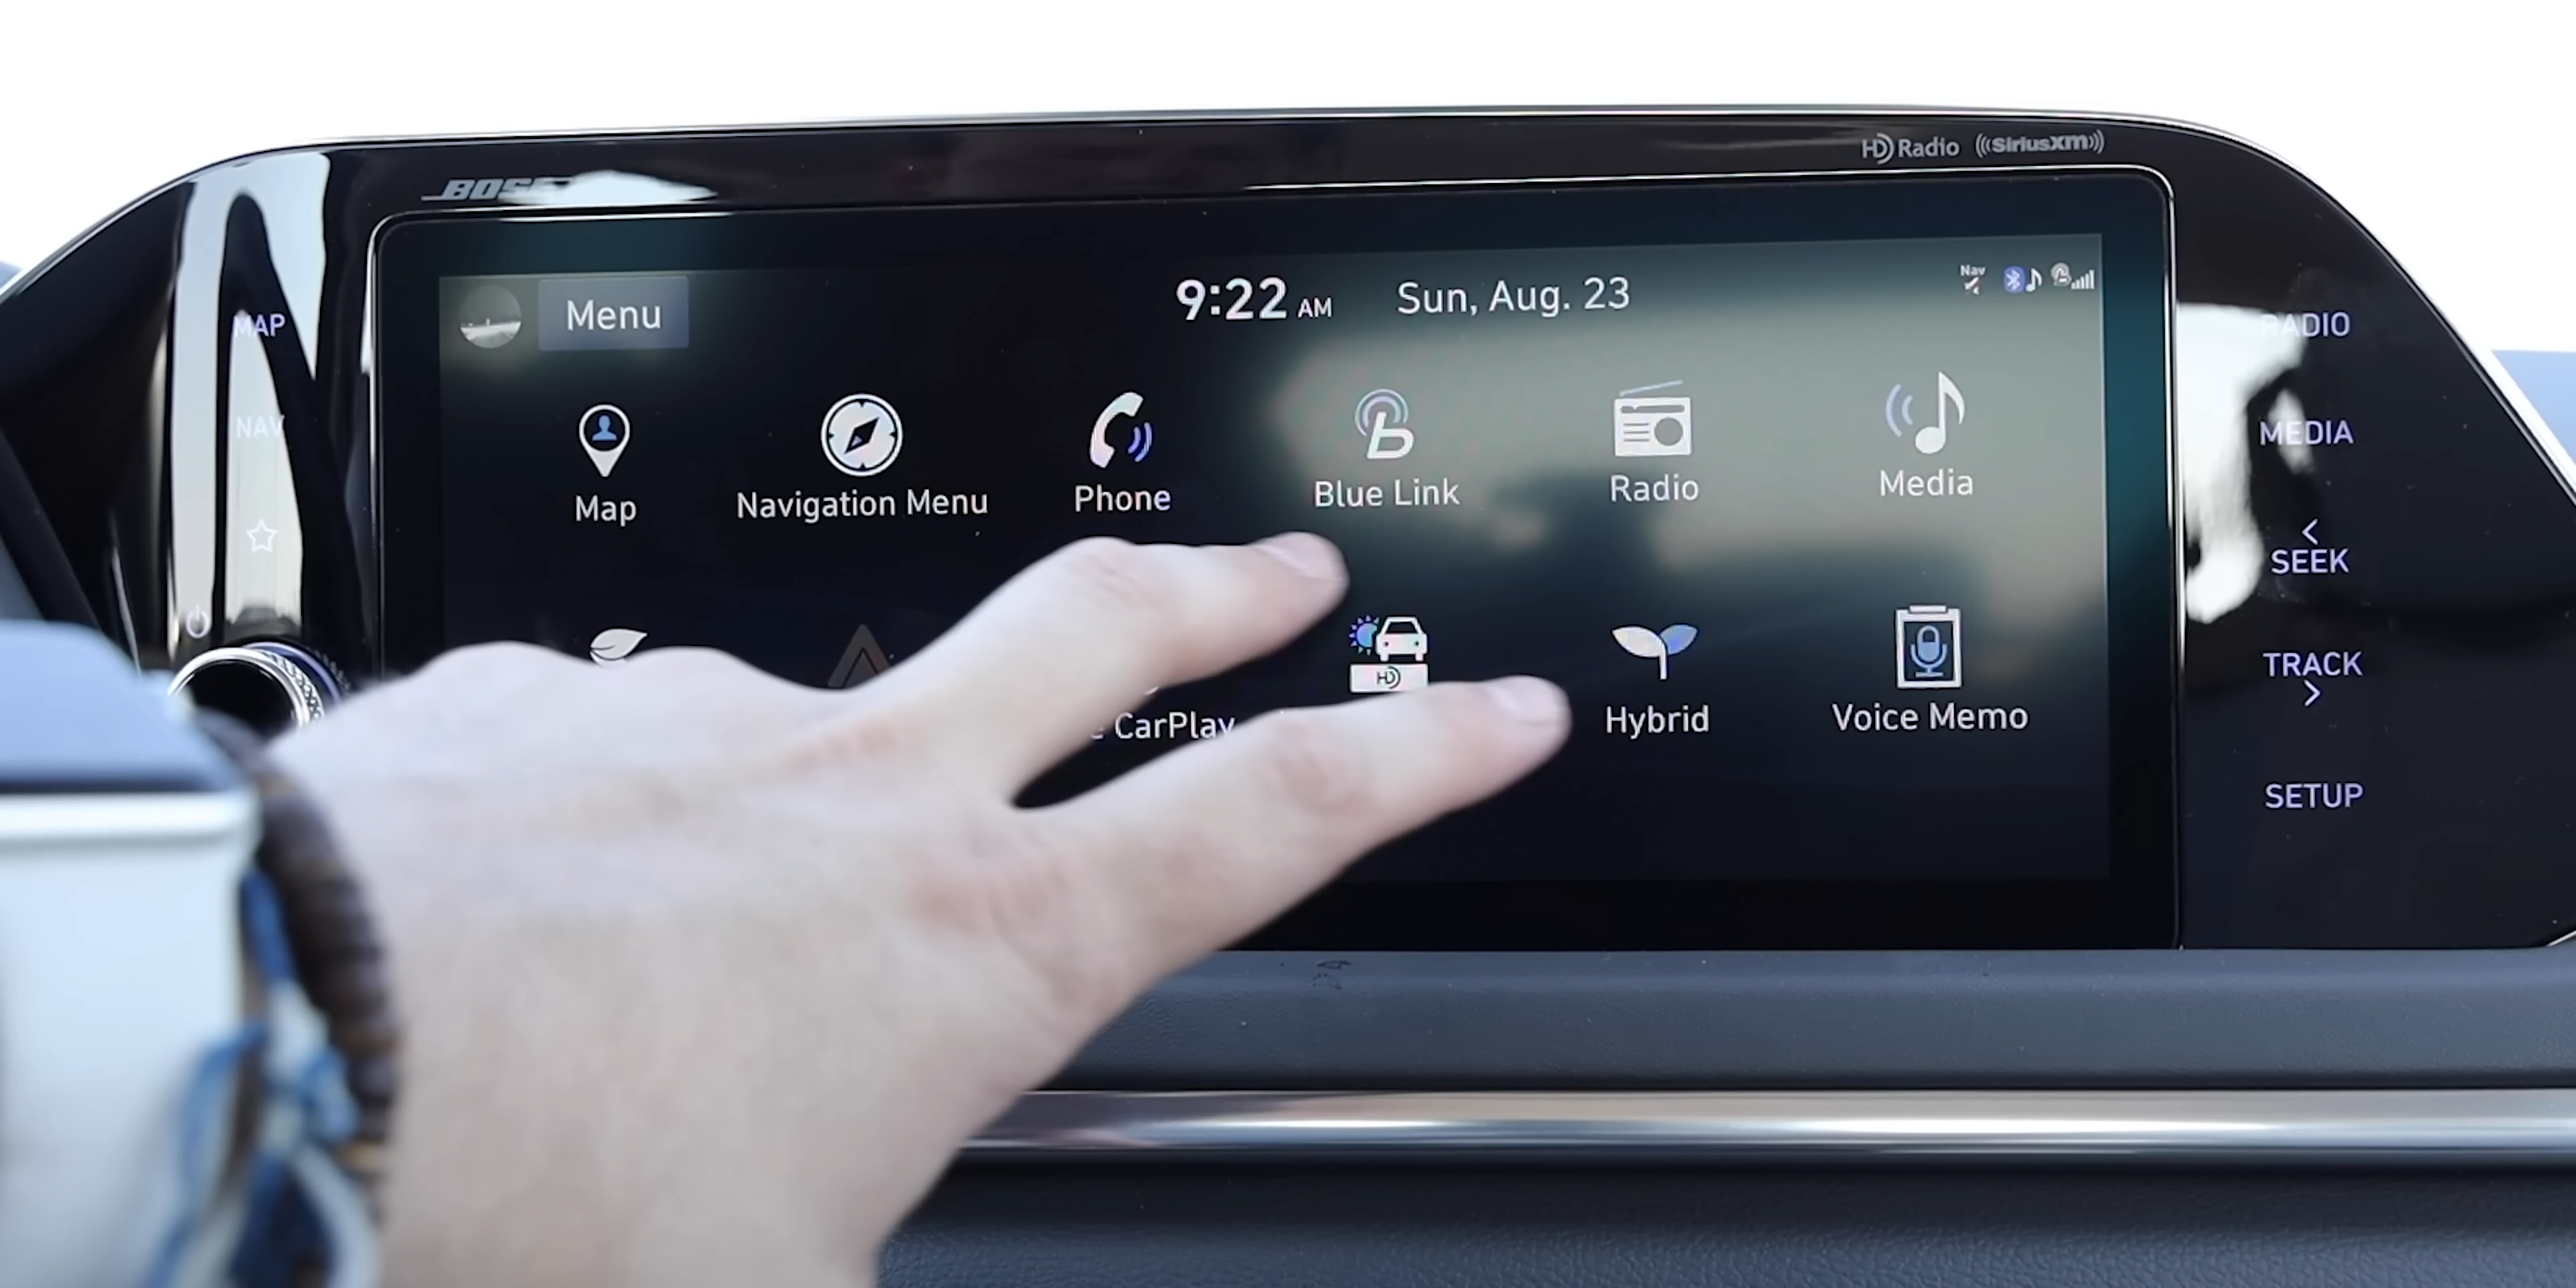 HD Radio ((SiriusXM))
BOSE
Menu
9:22 AM Sun, Aug. 23
Nav
MAP
NAV
Map
Navigation Menu
Phone
Blue Link
Radio
Media
CarPlay
HD
Hybrid
Voice Memo
RADIO
MEDIA
<
SEEK
TRACK
>
SETUP